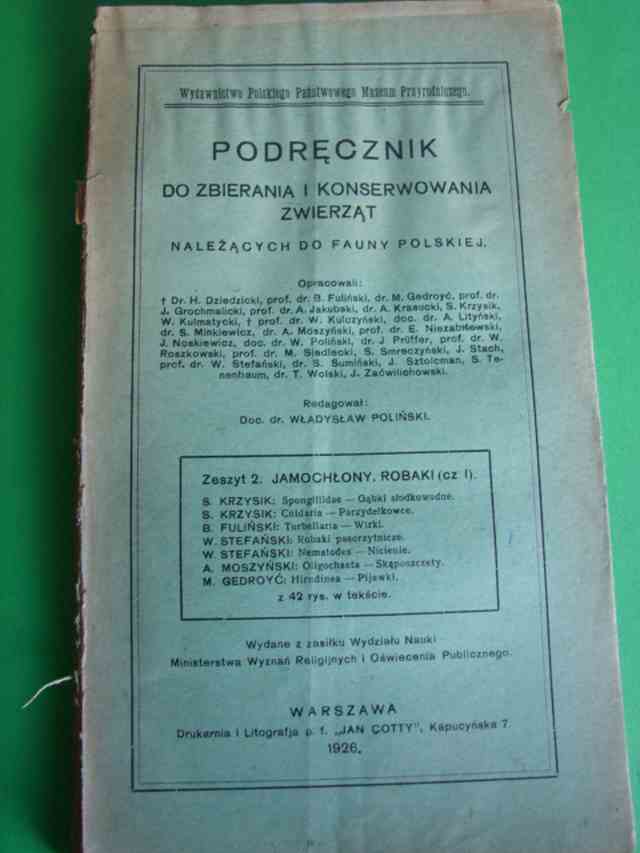 Wydawnictwo Polskiego Państwowego Muzeum Przyrodniczego.
PODRĘCZNIK
DO ZBIERANIA I KONSERWOWANIA
ZWIERZĄT
NALEŻĄCYCH DO FAUNY POLSKIEJ.
Opracowali:
† Dr. H. Dziedzicki, prof. dr. B. Fuliński, dr. M. Gedroyć, prof. dr.
J. Grochmalicki, prof. dr. A. Jakubski, dr. A. Krasucki, S. Krzysik,
W. Kulmatycki, † prof. dr. W. Kulczyński, doc. dr. A. Lityński,
dr. S. Minkiewicz, dr. A. Moszyński, prof. dr. E. Niezabitowski,
J. Noskiewicz, doc. dr. W. Poliński, dr. J Prüffer, prof. dr. W.
Roszkowski, prof. dr. M. Siedlecki, S. Smreczyński, J. Stach,
prof. dr. W. Stefański, dr. S. Sumiński, J. Sztolcman, S. Te-
nenbaum, dr. T. Wolski, J. Zaćwilichowski.
Redagował:
Doc. dr. WŁADYSŁAW POLIŃSKI.
Zeszyt 2. JAMOCHŁONY, ROBAKI (cz I).
S. KRZYSIK: Spongillidae — Gąbki słodkowodne.
S. KRZYSIK: Cnidaria — Parzydełkowce.
B. FULIŃSKI: Turbellaria — Wirki.
W. STEFAŃSKI: Robaki pasorzytnicze.
W. STEFAŃSKI: Nematodes — Nicienie.
A. MOSZYŃSKI: Oligochaeta — Skąposzczety.
M. GEDROYĆ: Hirudinea — Pijawki.
z 42 rys. w tekście.
Wydane z zasiłku Wydziału Nauki
Ministerstwa Wyznań Religijnych i Oświecenia Publicznego.
WARSZAWA
Drukarnia i Litografja p. f. „JAN COTTY", Kapucyńska 7.
1926.